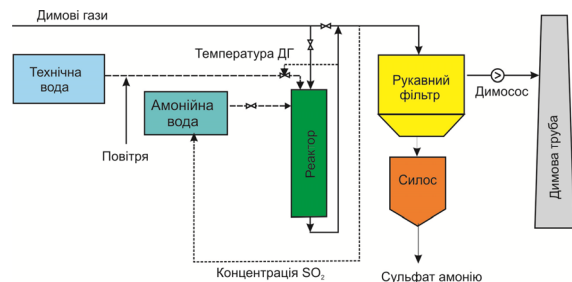 Димові гази
Температура ДГ
Технічна
вода
Амонійна
вода
Повітря
Реактор
Рукавний
фільтр
Димосос
Димова труба
Силос
Концентрація SO₂
Сульфат амонію